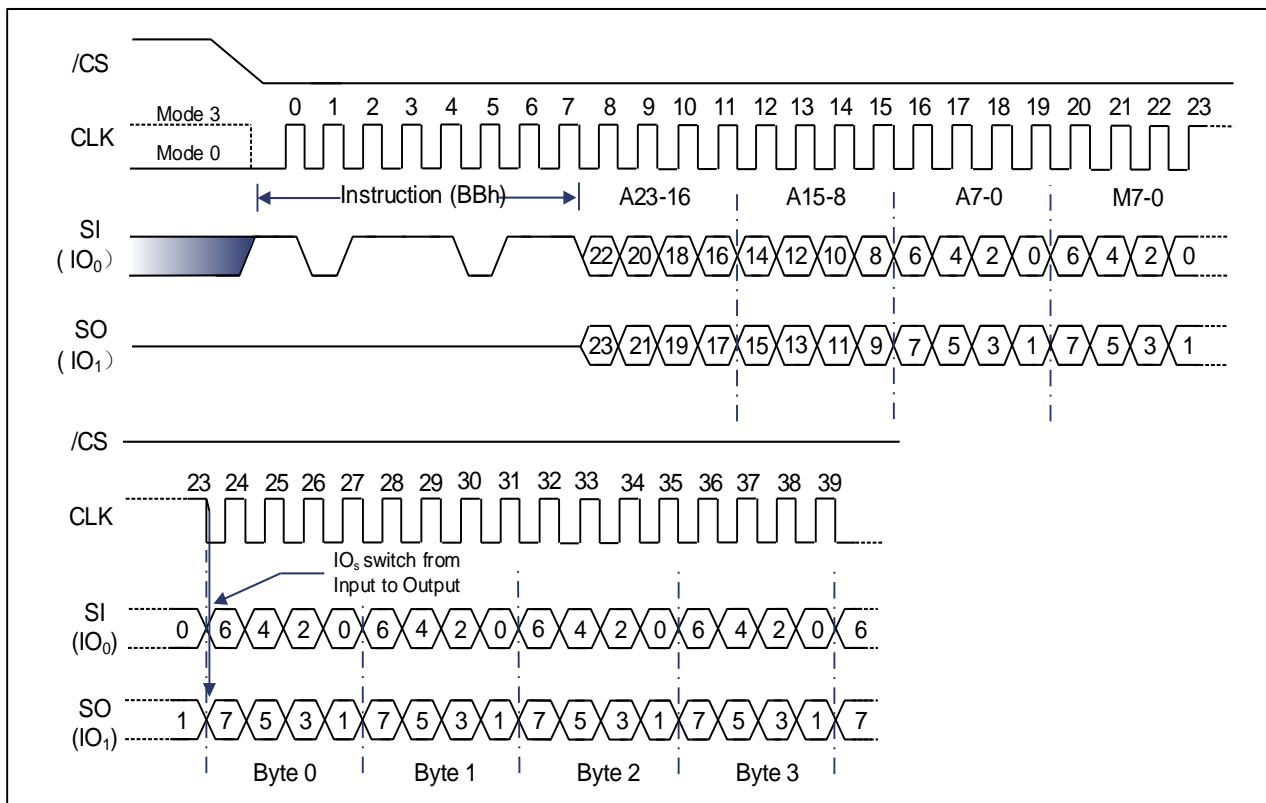 /CS
0 1 2 3 4 5 6 7 8 9 10 11 12 13 14 15 16 17 18 19 20 21 22 23
Mode 3
CLK
Mode 0
Instruction (BBh) A23-16 A15-8 A7-0 M7-0
SI
( IO₀)
22 20 18 16 14 12 10 8 6 4 2 0 6 4 2 0
SO
( IO₁)
23 21 19 17 15 13 11 9 7 5 3 1 7 5 3 1
/CS
23 24 25 26 27 28 29 30 31 32 33 34 35 36 37 38 39
CLK
IOₛ switch from
Input to Output
SI
(IO₀)
0 6 4 2 0 6 4 2 0 6 4 2 0 6 4 2 0 6
SO
(IO₁)
1 7 5 3 1 7 5 3 1 7 5 3 1 7 5 3 1 7
Byte 0 Byte 1 Byte 2 Byte 3